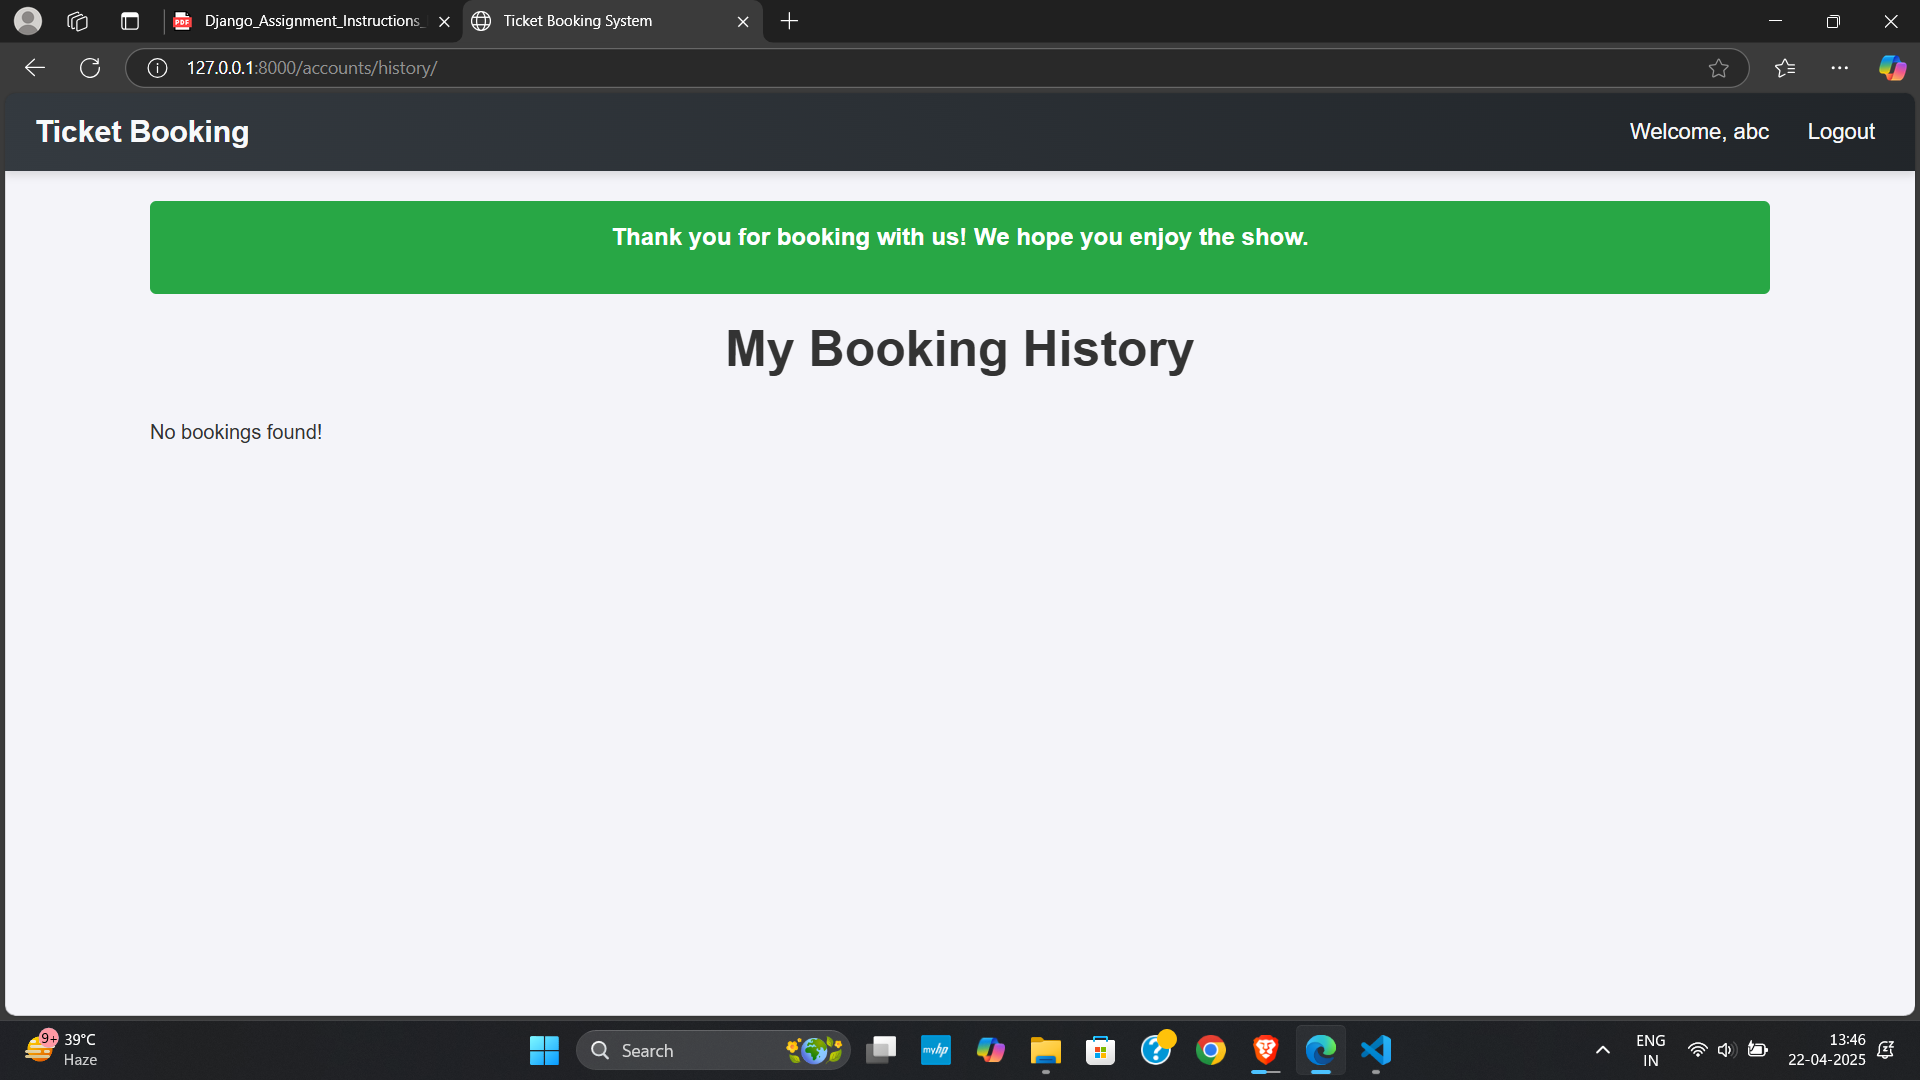 Django_Assignment_Instructions_
Ticket Booking System
127.0.0.1:8000/accounts/history/
Ticket Booking
Welcome, abc
Logout
Thank you for booking with us! We hope you enjoy the show.
My Booking History
No bookings found!
9+
39°C
Haze
Search
myhp
ENG
IN
13:46
22-04-2025
PDF